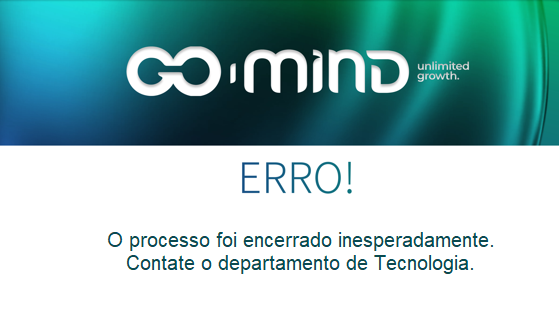 GO·MIND
unlimited
growth.
ERRO!
O processo foi encerrado inesperadamente.
Contate o departamento de Tecnologia.